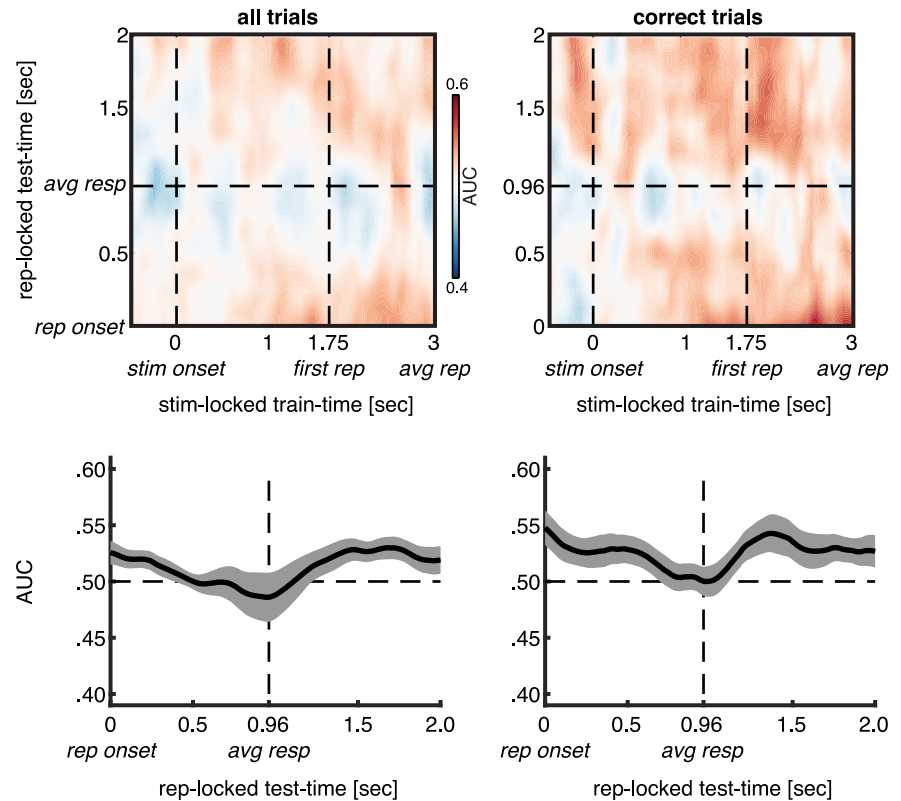 all trials
correct trials
rep-locked test-time [sec]
2
1.5
avg resp
0.5
rep onset
0
1
1.75
3
stim onset
first rep
avg rep
stim-locked train-time [sec]
0.6
AUC
0.4
2
1.5
0.96
0.5
0
0
1
1.75
3
stim onset
first rep
avg rep
stim-locked train-time [sec]
AUC
.60
.55
.50
.45
.40
0
0.5
0.96
1.5
2.0
rep onset
avg resp
rep-locked test-time [sec]
.60
.55
.50
.45
.40
0
0.5
0.96
1.5
2.0
rep onset
avg resp
rep-locked test-time [sec]